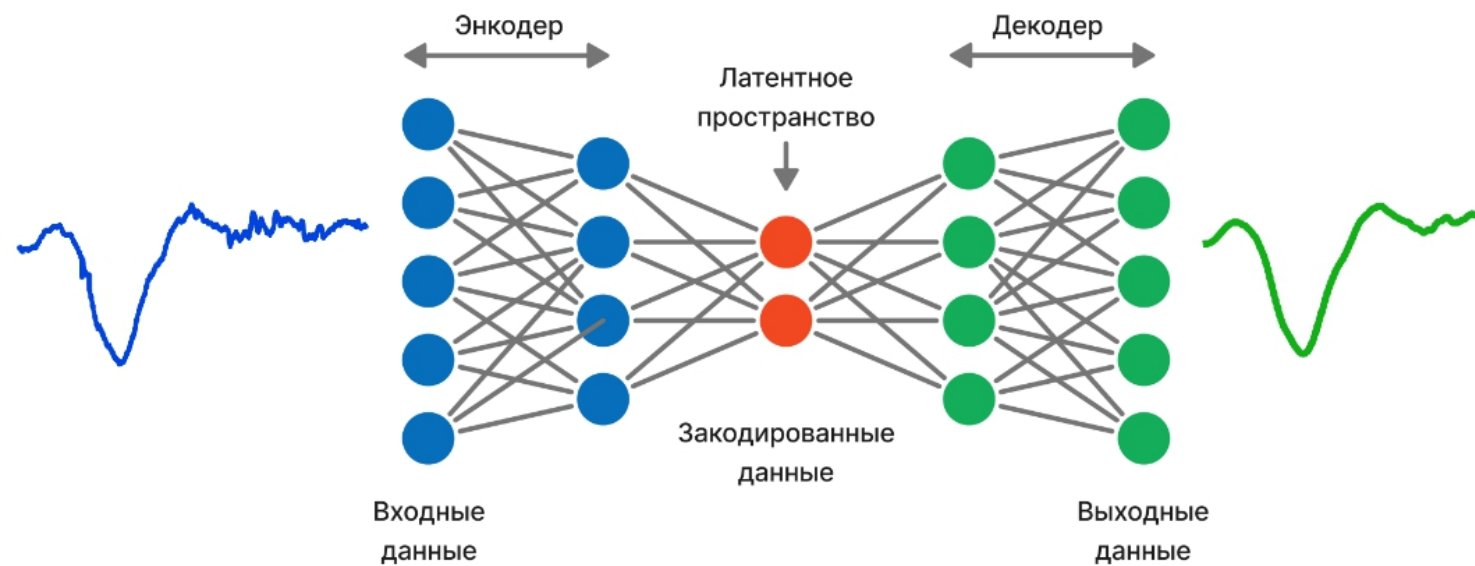 Энкодер
Декодер
Латентное
пространство
Закодированные
данные
Входные
данные
Выходные
данные